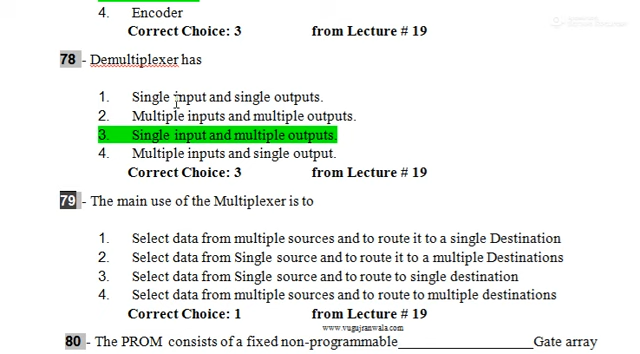 4. Encoder
Correct Choice: 3 from Lecture # 19
78 - Demultiplexer has
1. Single input and single outputs.
2. Multiple inputs and multiple outputs.
3. Single input and multiple outputs.
4. Multiple inputs and single output.
Correct Choice: 3 from Lecture # 19
79 - The main use of the Multiplexer is to
1. Select data from multiple sources and to route it to a single Destination
2. Select data from Single source and to route it to a multiple Destinations
3. Select data from Single source and to route to single destination
4. Select data from multiple sources and to route to multiple destinations
Correct Choice: 1 from Lecture # 19
www.vugujranwala.com
80 - The PROM consists of a fixed non-programmable____________________Gate array